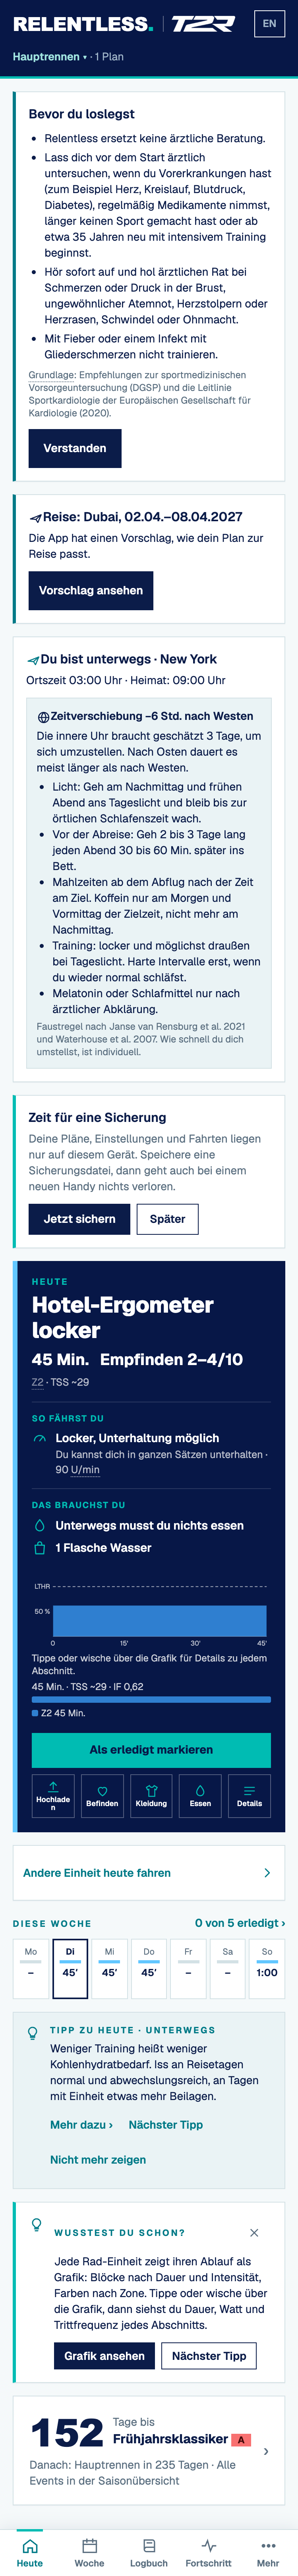 RELENTLESS. T2R EN
Hauptrennen ▾ · 1 Plan
Bevor du loslegst
• Relentless ersetzt keine ärztliche Beratung.
• Lass dich vor dem Start ärztlich
untersuchen, wenn du Vorerkrankungen hast
(zum Beispiel Herz, Kreislauf, Blutdruck,
Diabetes), regelmäßig Medikamente nimmst,
länger keinen Sport gemacht hast oder ab
etwa 35 Jahren neu mit intensivem Training
beginnst.
• Hör sofort auf und hol ärztlichen Rat bei
Schmerzen oder Druck in der Brust,
ungewöhnlicher Atemnot, Herzstolpern oder
Herzrasen, Schwindel oder Ohnmacht.
• Mit Fieber oder einem Infekt mit
Gliederschmerzen nicht trainieren.
Grundlage: Empfehlungen zur sportmedizinischen
Vorsorgeuntersuchung (DGSP) und die Leitlinie
Sportkardiologie der Europäischen Gesellschaft für
Kardiologie (2020).
Verstanden
Reise: Dubai, 02.04.–08.04.2027
Die App hat einen Vorschlag, wie dein Plan zur
Reise passt.
Vorschlag ansehen
Du bist unterwegs · New York
Ortszeit 03:00 Uhr · Heimat: 09:00 Uhr
Zeitverschiebung −6 Std. nach Westen
Die innere Uhr braucht geschätzt 3 Tage, um
sich umzustellen. Nach Osten dauert es
meist länger als nach Westen.
• Licht: Geh am Nachmittag und frühen
Abend ans Tageslicht und bleib bis zur
örtlichen Schlafenszeit wach.
• Vor der Abreise: Geh 2 bis 3 Tage lang
jeden Abend 30 bis 60 Min. später ins
Bett.
• Mahlzeiten ab dem Abflug nach der Zeit
am Ziel. Koffein nur am Morgen und
Vormittag der Zielzeit, nicht mehr am
Nachmittag.
• Training: locker und möglichst draußen
bei Tageslicht. Harte Intervalle erst, wenn
du wieder normal schläfst.
• Melatonin oder Schlafmittel nur nach
ärztlicher Abklärung.
Faustregel nach Janse van Rensburg et al. 2021
und Waterhouse et al. 2007. Wie schnell du dich
umstellst, ist individuell.
Zeit für eine Sicherung
Deine Pläne, Einstellungen und Fahrten liegen
nur auf diesem Gerät. Speichere eine
Sicherungsdatei, dann geht auch bei einem
neuen Handy nichts verloren.
Jetzt sichern Später
HEUTE
Hotel-Ergometer
locker
45 Min. Empfinden 2–4/10
Z2 · TSS ~29
SO FÄHRST DU
Locker, Unterhaltung möglich
Du kannst dich in ganzen Sätzen unterhalten ·
90 U/min
DAS BRAUCHST DU
Unterwegs musst du nichts essen
1 Flasche Wasser
LTHR
50 %
0 15' 30' 45'
Tippe oder wische über die Grafik für Details zu jedem
Abschnitt.
45 Min. · TSS ~29 · IF 0,62
Z2 45 Min.
Als erledigt markieren
Hochlade
n
Befinden Kleidung Essen Details
Andere Einheit heute fahren
DIESE WOCHE 0 von 5 erledigt ›
Mo Di Mi Do Fr Sa So
– 45′ 45′ 45′ – – 1:00
TIPP ZU HEUTE · UNTERWEGS
Weniger Training heißt weniger
Kohlenhydratbedarf. Iss an Reisetagen
normal und abwechslungsreich, an Tagen
mit Einheit etwas mehr Beilagen.
Mehr dazu › Nächster Tipp
Nicht mehr zeigen
WUSSTEST DU SCHON?
Jede Rad-Einheit zeigt ihren Ablauf als
Grafik: Blöcke nach Dauer und Intensität,
Farben nach Zone. Tippe oder wische über
die Grafik, dann siehst du Dauer, Watt und
Trittfrequenz jedes Abschnitts.
Grafik ansehen Nächster Tipp
152 Tage bis
Frühjahrsklassiker A
Danach: Hauptrennen in 235 Tagen · Alle
Events in der Saisonübersicht
Heute Woche Logbuch Fortschritt Mehr